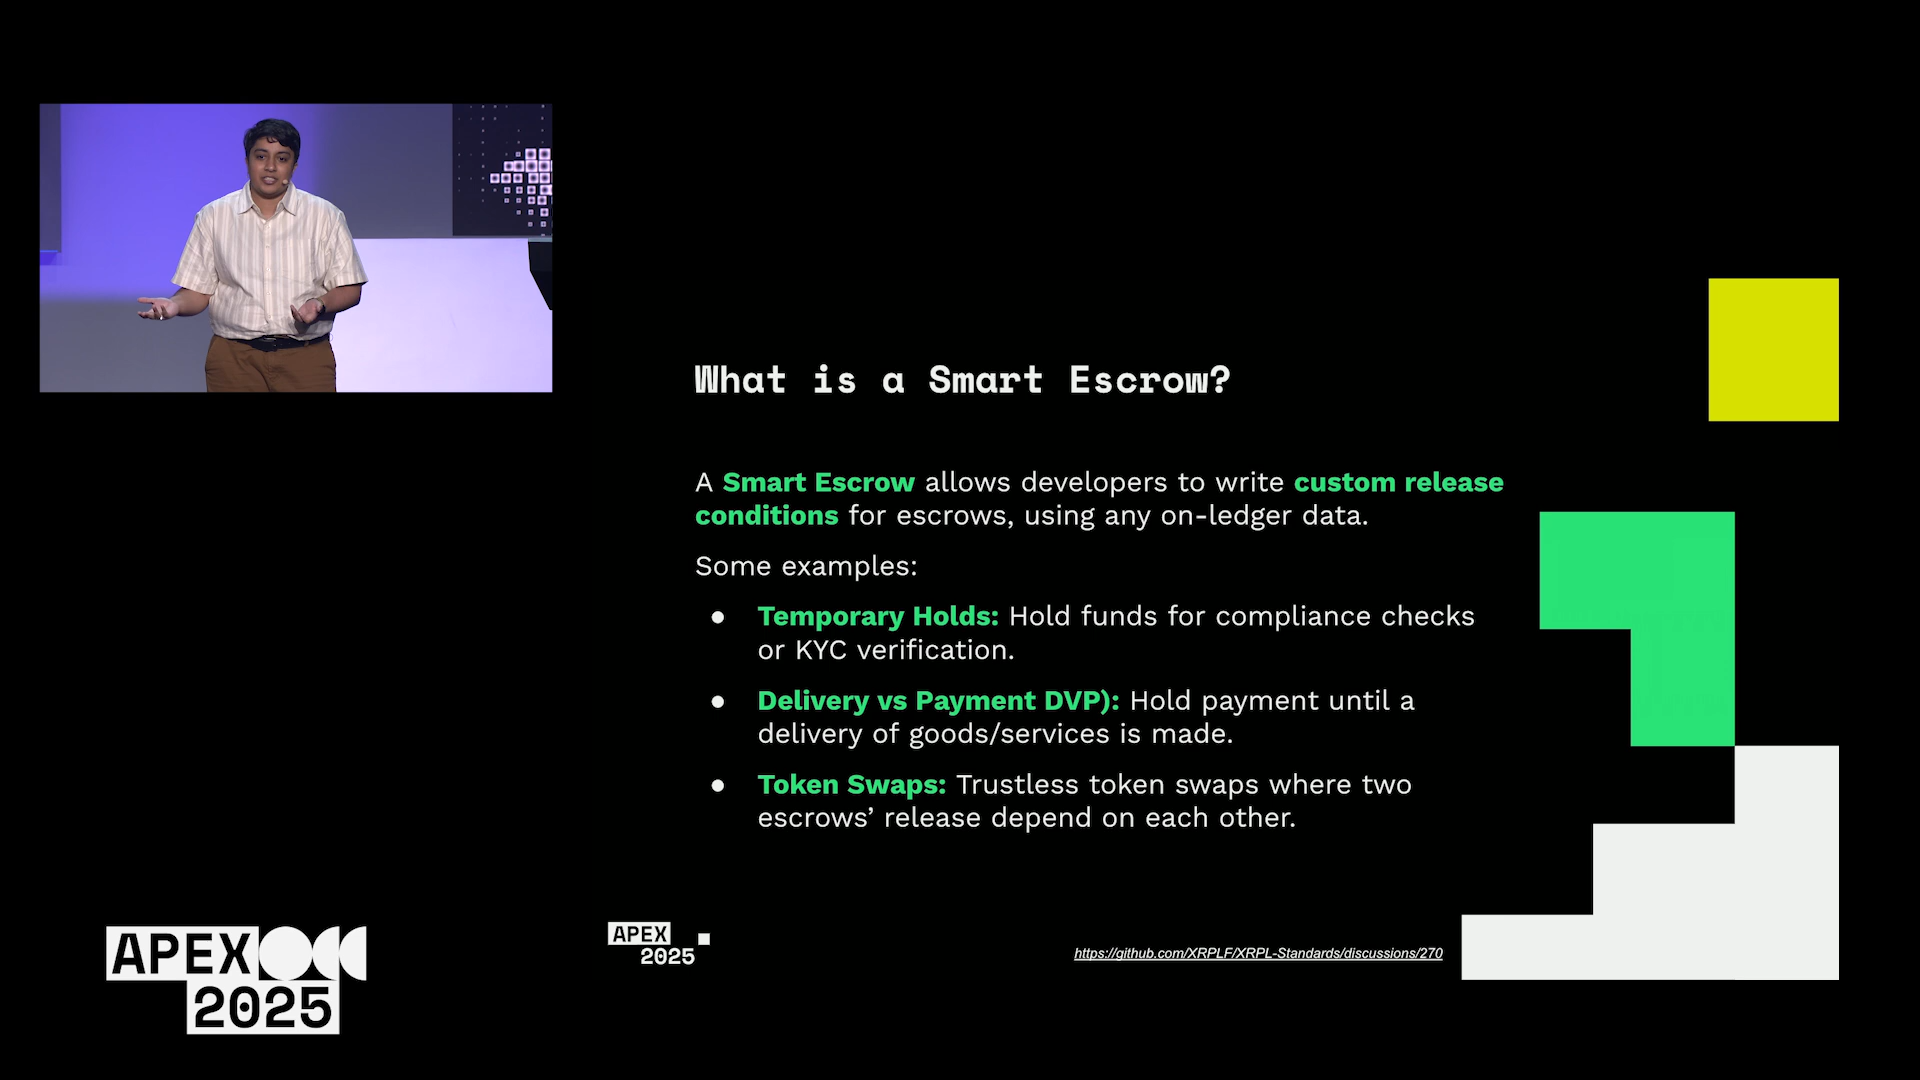 What is a Smart Escrow?
A Smart Escrow allows developers to write custom release
conditions for escrows, using any on-ledger data.
Some examples:
● Temporary Holds: Hold funds for compliance checks
or KYC verification.
● Delivery vs Payment DVP): Hold payment until a
delivery of goods/services is made.
● Token Swaps: Trustless token swaps where two
escrows’ release depend on each other.
APEX
2025
https://github.com/XRPLF/XRPL-Standards/discussions/270
APEX
2025